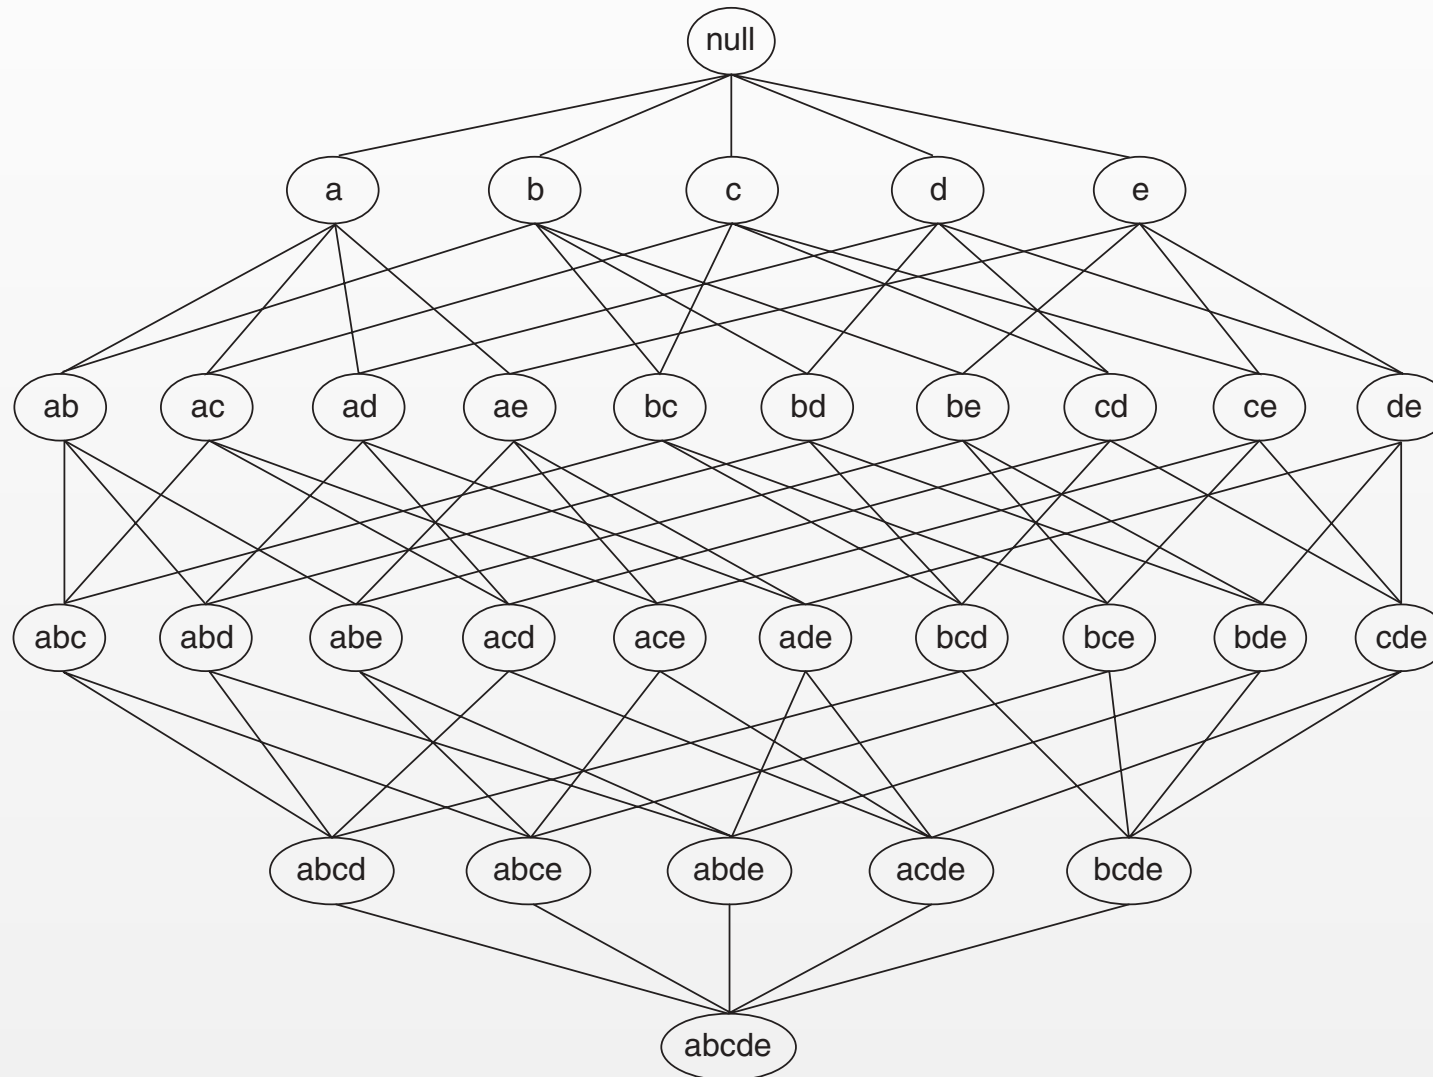 null
a b c d e
ab ac ad ae bc bd be cd ce de
abc abd abe acd ace ade bcd bce bde cde
abcd abce abde acde bcde
abcde